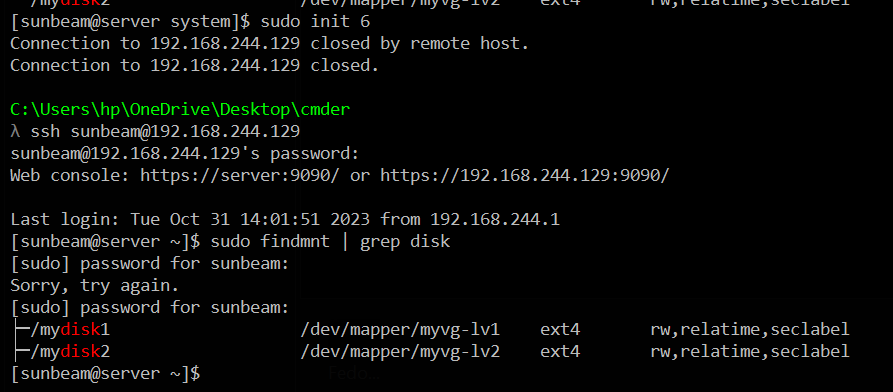 ─/mydisk2 /dev/mapper/myvg-lv2 ext4 rw,relatime,seclabel
[sunbeam@server system]$ sudo init 6
Connection to 192.168.244.129 closed by remote host.
Connection to 192.168.244.129 closed.
C:\Users\hp\OneDrive\Desktop\cmder
λ ssh sunbeam@192.168.244.129
sunbeam@192.168.244.129's password:
Web console: https://server:9090/ or https://192.168.244.129:9090/
Last login: Tue Oct 31 14:01:51 2023 from 192.168.244.1
[sunbeam@server ~]$ sudo findmnt | grep disk
[sudo] password for sunbeam:
Sorry, try again.
[sudo] password for sunbeam:
├─/mydisk1 /dev/mapper/myvg-lv1 ext4 rw,relatime,seclabel
├─/mydisk2 /dev/mapper/myvg-lv2 ext4 rw,relatime,seclabel
[sunbeam@server ~]$